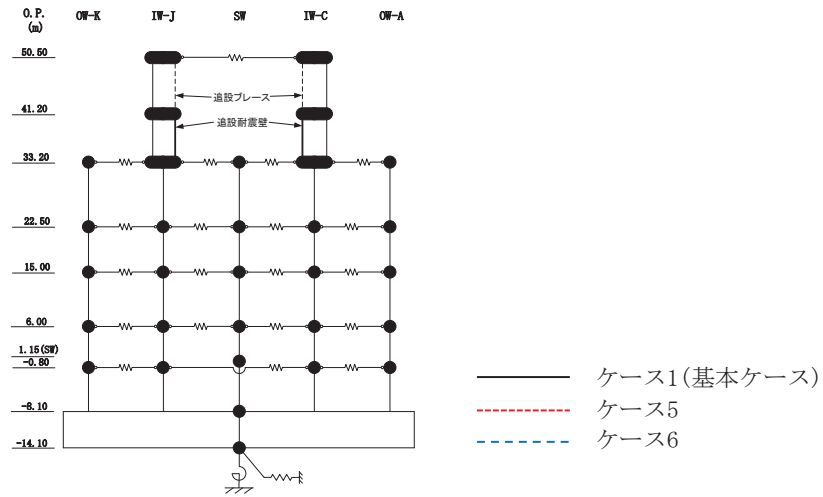 O.P.
(m)
OW-K IW-J SW IW-C OW-A
50.50
追設ブレース
41.20
追設耐震壁
33.20
22.50
15.00
6.00
1.15(SW)
-0.80
-8.10
-14.10
ケース1(基本ケース)
ケース5
ケース6